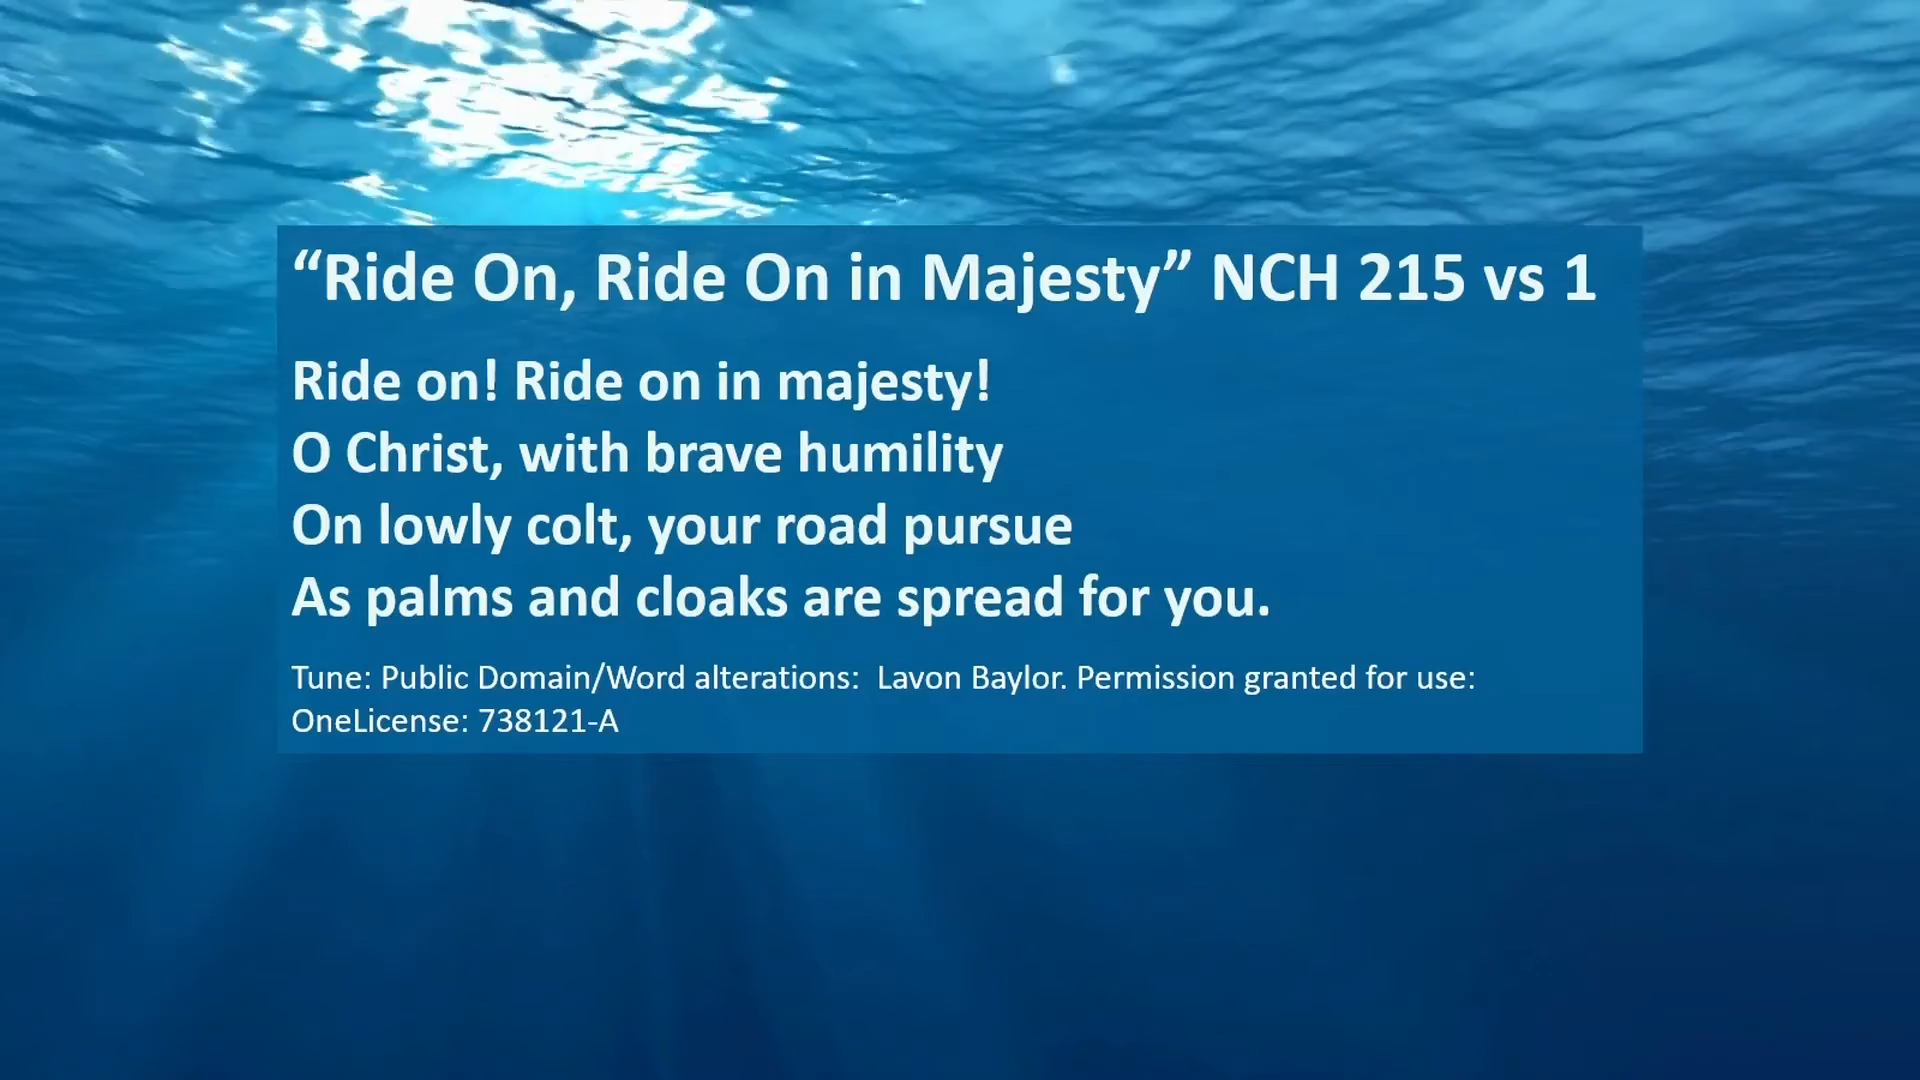 “Ride On, Ride On in Majesty” NCH 215 vs 1
Ride on! Ride on in majesty!
O Christ, with brave humility
On lowly colt, your road pursue
As palms and cloaks are spread for you.
Tune: Public Domain/Word alterations:  Lavon Baylor. Permission granted for use:
OneLicense: 738121-A